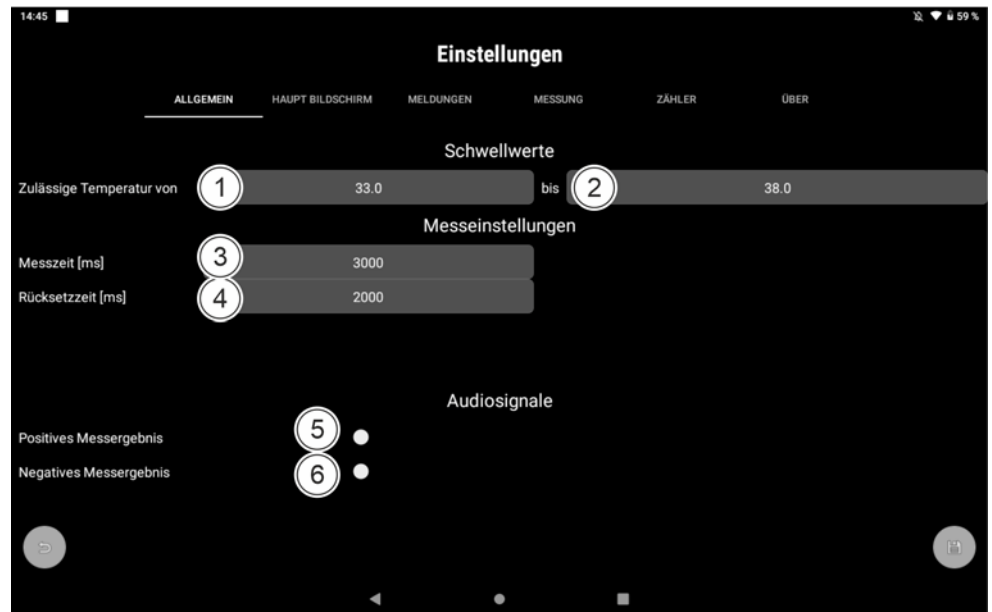 14:45 59 %
Einstellungen
ALLGEMEIN HAUPT BILDSCHIRM MELDUNGEN MESSUNG ZÄHLER ÜBER
Schwellwerte
Zulässige Temperatur von 1 33.0 bis 2 38.0
Messeinstellungen
Messzeit [ms] 3 3000
Rücksetzzeit [ms] 4 2000
Audiosignale
Positives Messergebnis 5
Negatives Messergebnis 6